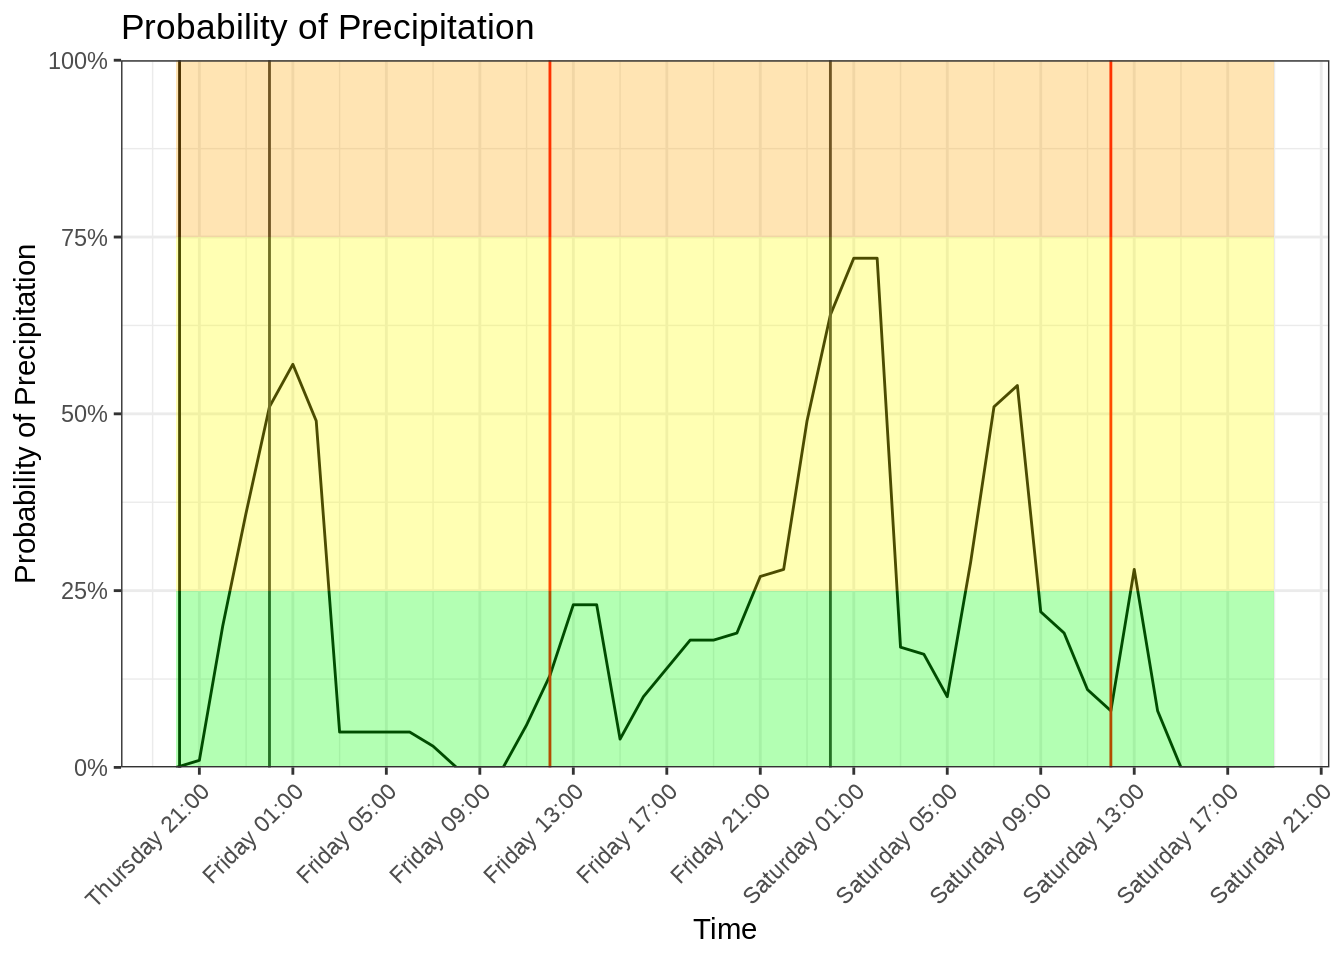 Probability of Precipitation
Probability of Precipitation
100%
75%
50%
25%
0%
Thursday 21:00
Friday 01:00
Friday 05:00
Friday 09:00
Friday 13:00
Friday 17:00
Friday 21:00
Saturday 01:00
Saturday 05:00
Saturday 09:00
Saturday 13:00
Saturday 17:00
Saturday 21:00
Time